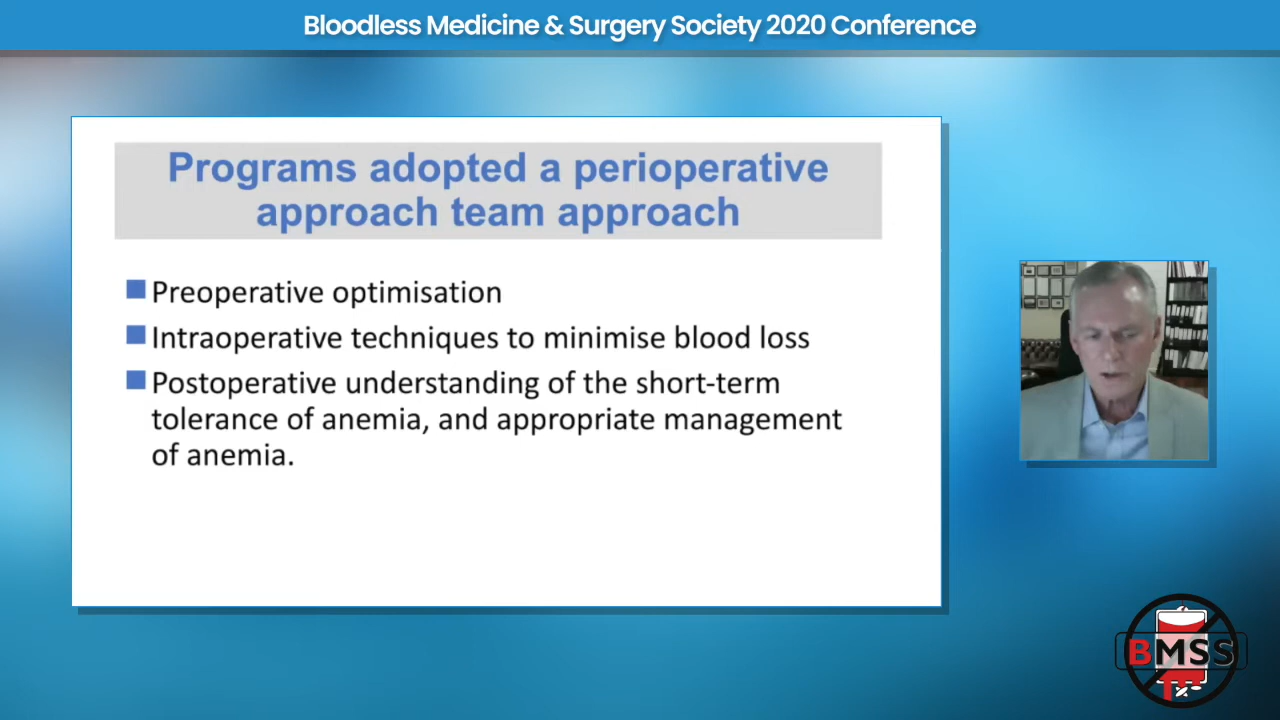 Bloodless Medicine & Surgery Society 2020 Conference
Programs adopted a perioperative
approach team approach
Preoperative optimisation
Intraoperative techniques to minimise blood loss
Postoperative understanding of the short-term
tolerance of anemia, and appropriate management
of anemia.
BMSS